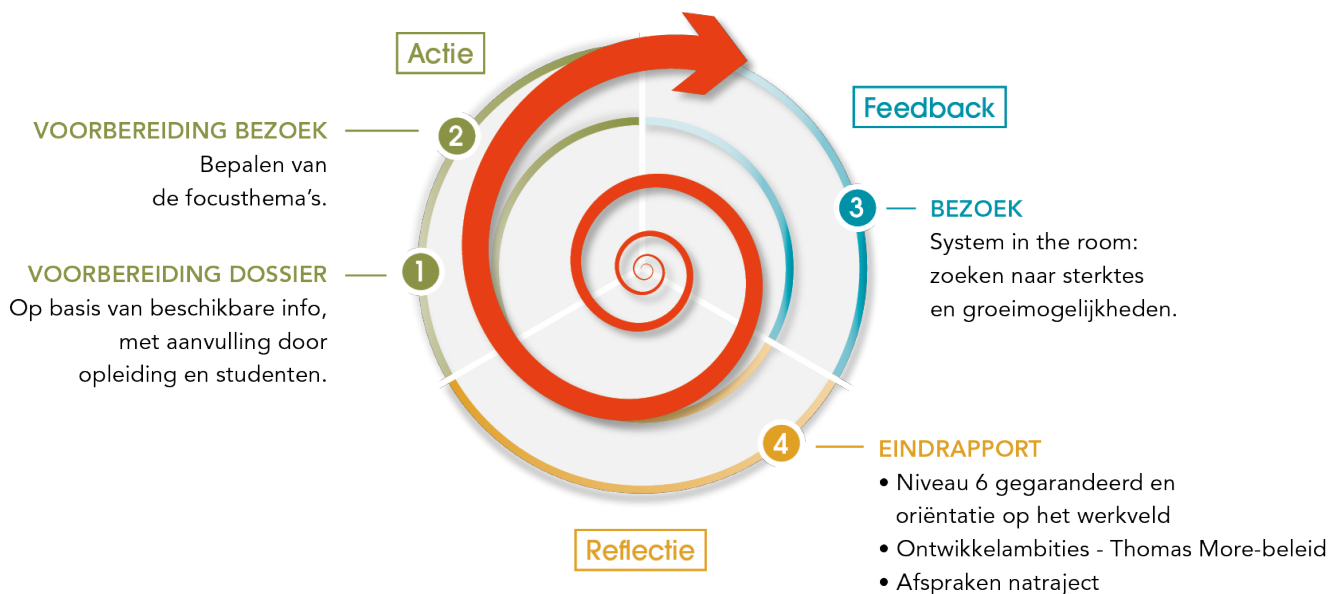 Actie
2
VOORBEREIDING BEZOEK
Bepalen van
de focusthema’s.
1
VOORBEREIDING DOSSIER
Op basis van beschikbare info,
met aanvulling door
opleiding en studenten.
Feedback
3
BEZOEK
System in the room:
zoeken naar sterktes
en groeimogelijkheden.
4
EINDRAPPORT
• Niveau 6 gegarandeerd en
oriëntatie op het werkveld
• Ontwikkelambities - Thomas More-beleid
• Afspraken natraject
Reflectie